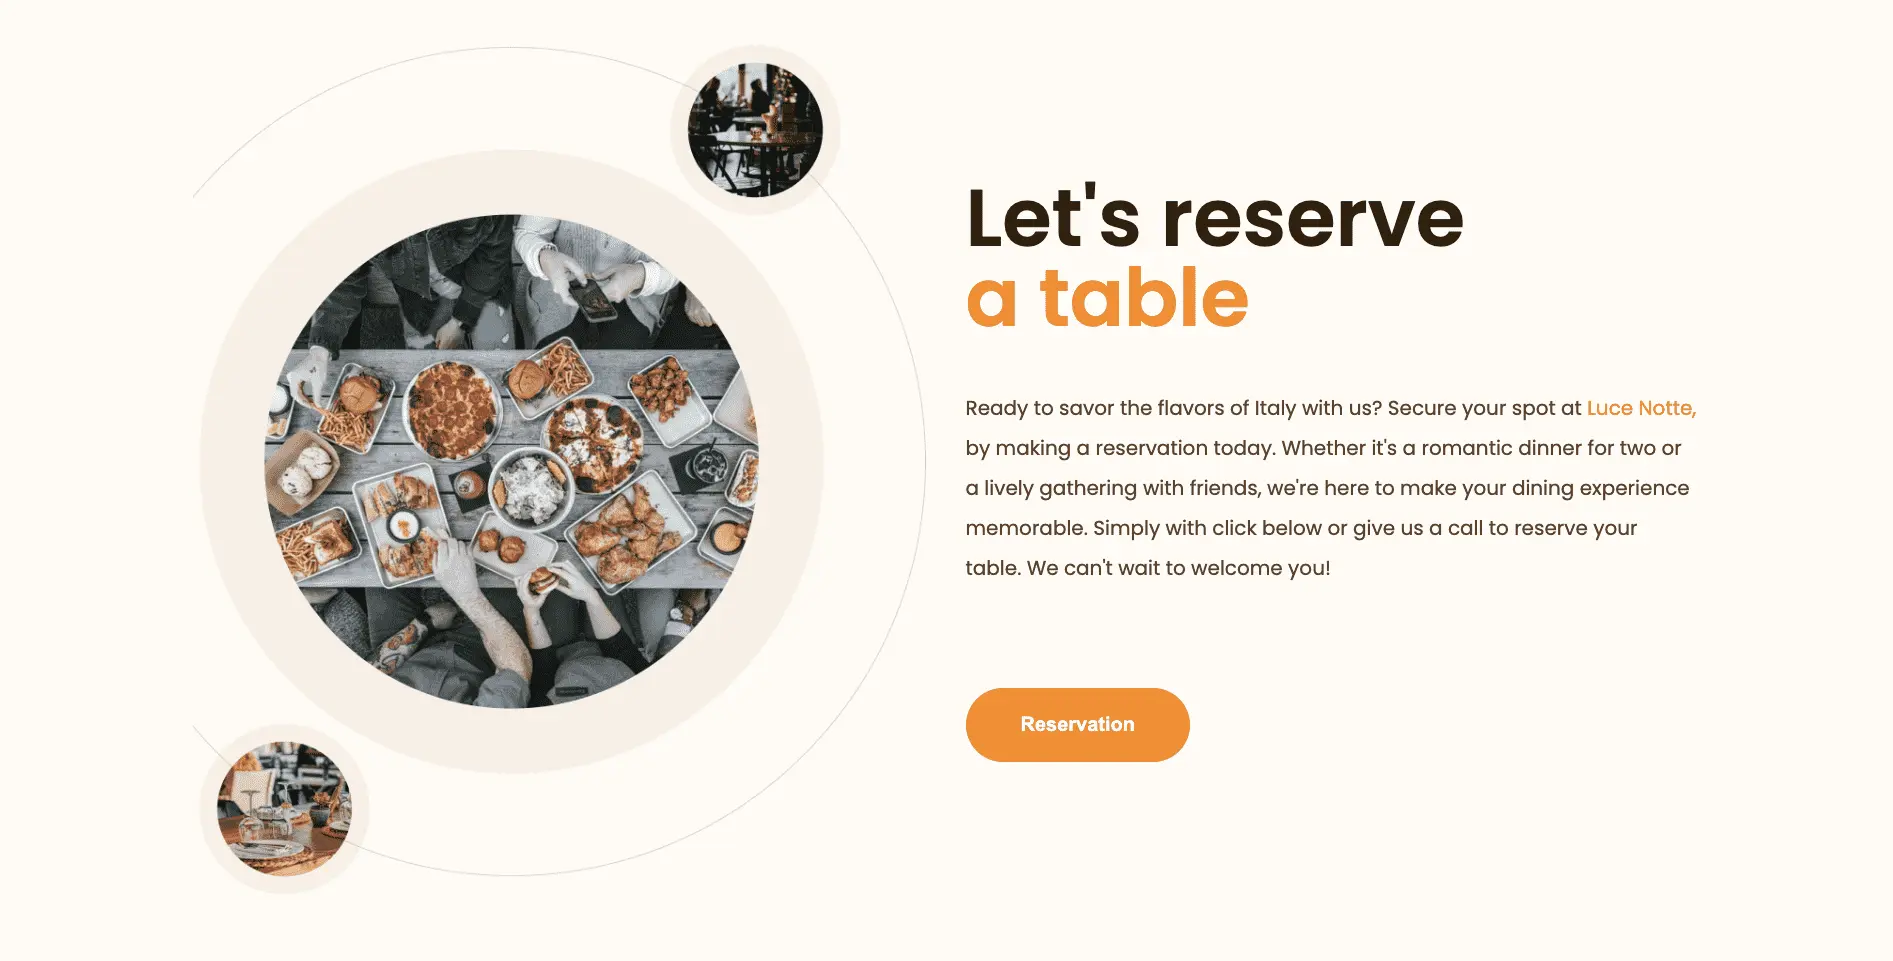 Let's reserve
a table
Ready to savor the flavors of Italy with us? Secure your spot at Luce Notte,
by making a reservation today. Whether it's a romantic dinner for two or
a lively gathering with friends, we're here to make your dining experience
memorable. Simply with click below or give us a call to reserve your
table. We can't wait to welcome you!
Reservation